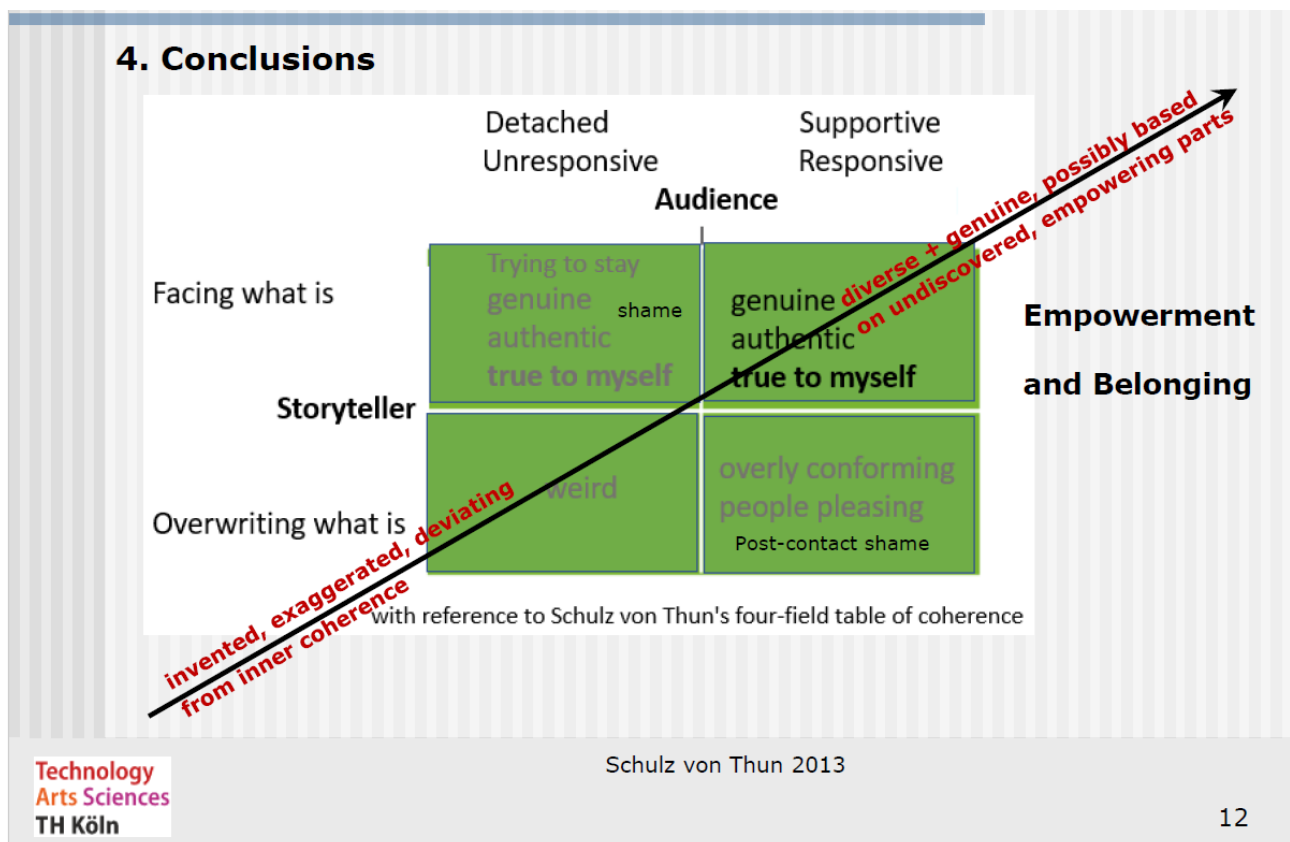 4. Conclusions
Detached
Unresponsive
Supportive
Responsive
Audience
Facing what is
Trying to stay
genuine
authentic
true to myself
shame
genuine
authentic
true to myself
diverse + genuine, possibly based
on undiscovered, empowering parts
Empowerment
and Belonging
Storyteller
Overwriting what is
weird
overly conforming
people pleasing
Post-contact shame
invented, exaggerated, deviating
from inner coherence
with reference to Schulz von Thun's four-field table of coherence
Schulz von Thun 2013
Technology
Arts Sciences
TH Köln
12